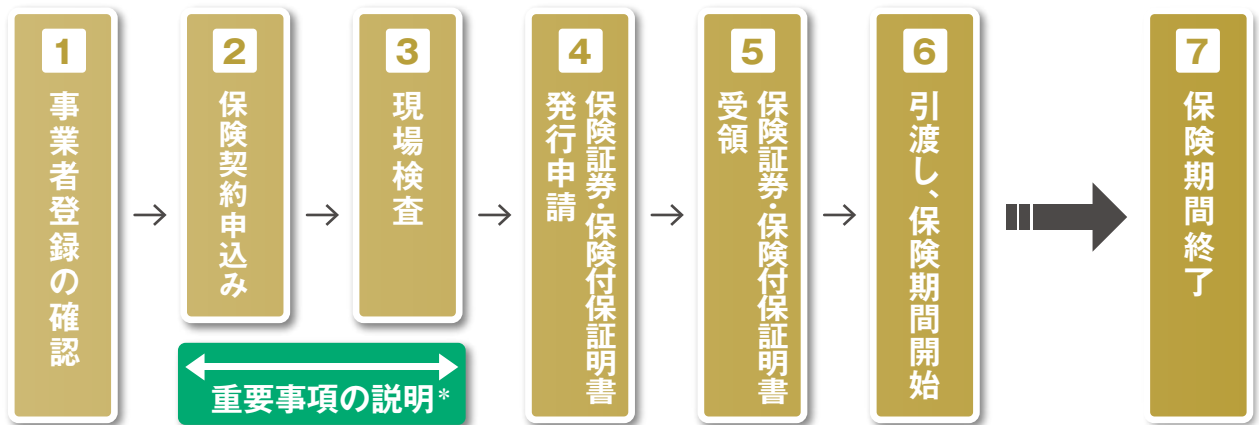 1
事業者登録の確認
2
保険契約申込み
3
現場検査
重要事項の説明*
4
保険証券・保険付保証明書
発行申請
5
保険証券・保険付保証明書
受領
6
引渡し、保険期間開始
7
保険期間終了